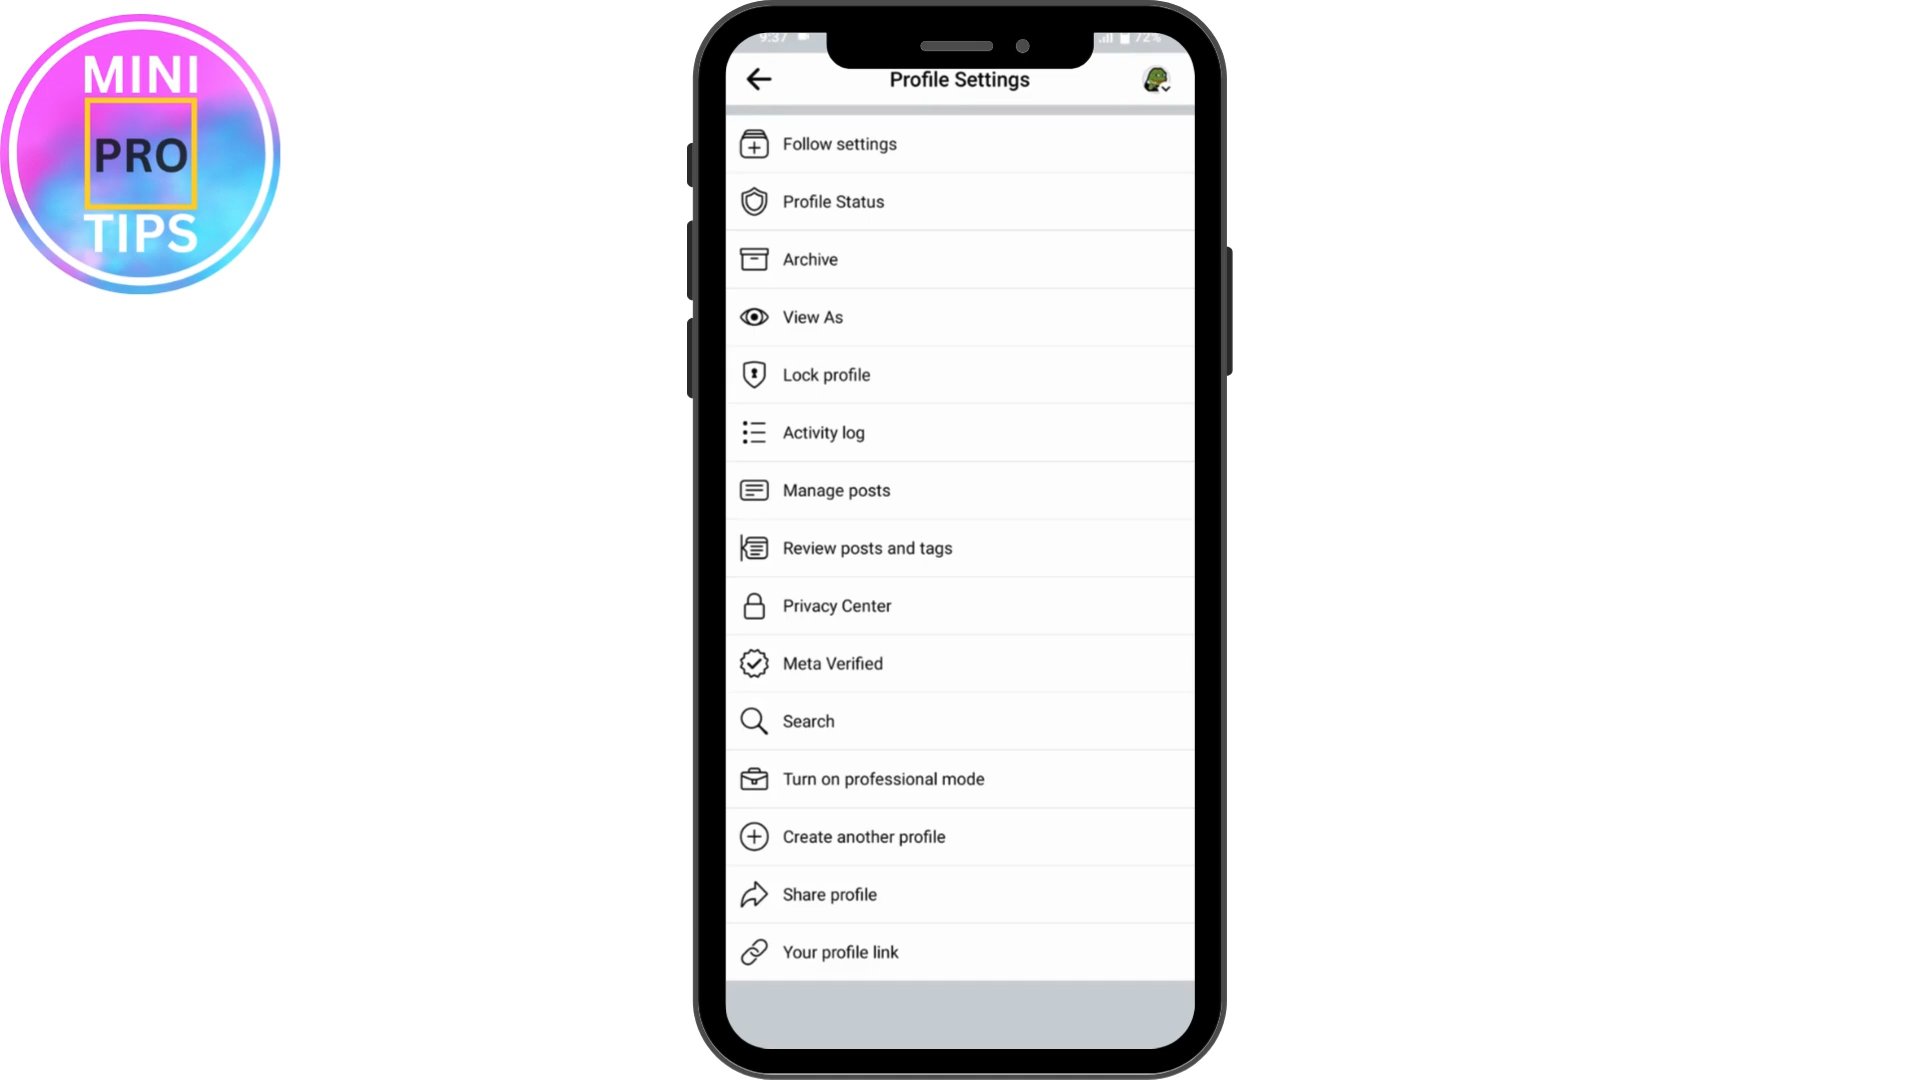 MINI
PRO
TIPS
9:37
72%
Profile Settings
Follow settings
Profile Status
Archive
View As
Lock profile
Activity log
Manage posts
Review posts and tags
Privacy Center
Meta Verified
Search
Turn on professional mode
Create another profile
Share profile
Your profile link